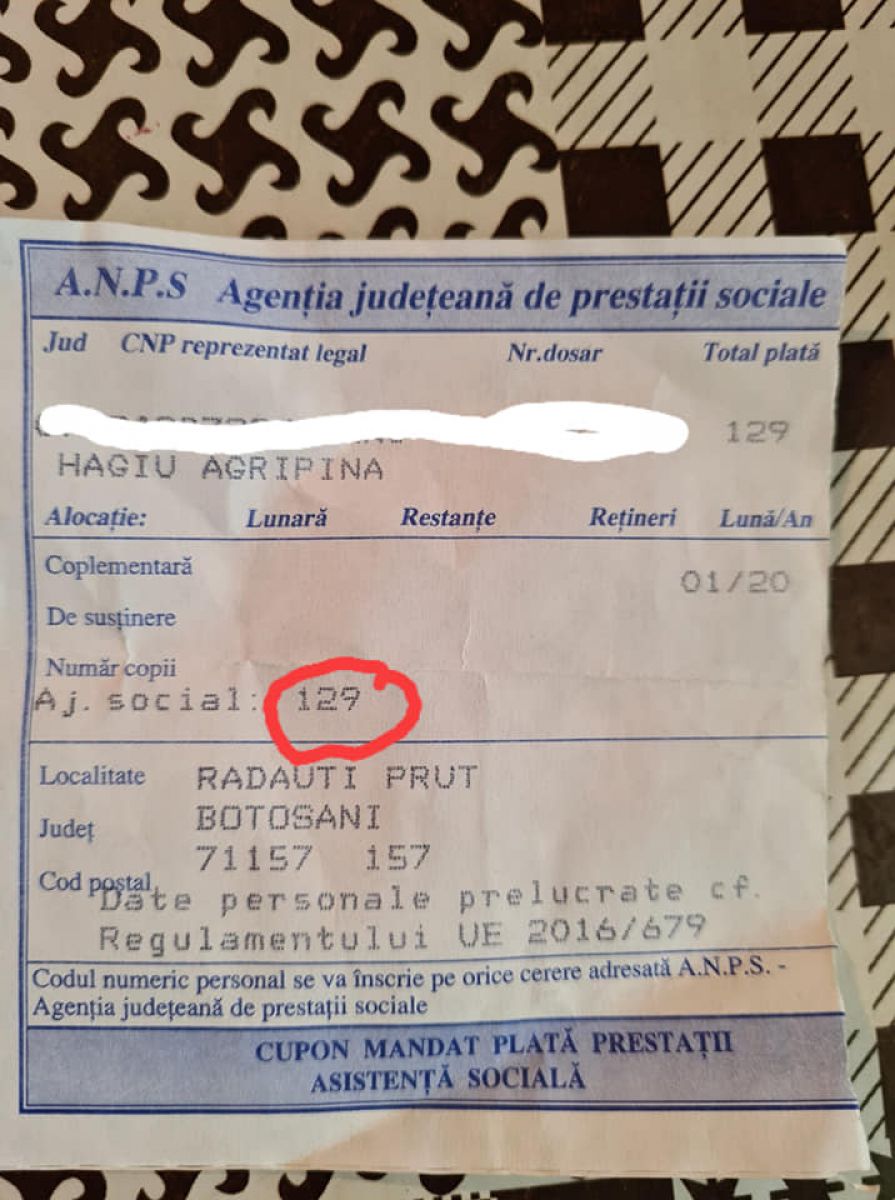 A.N.P.S Agenția județeană de prestații sociale
Jud CNP reprezentat legal Nr.dosar Total plată
129
HAGIU AGRIPINA
Alocație: Lunară Restanțe Rețineri Lună/An
Coplementară
01/20
De susținere
Număr copii
Aj. social: 129
Localitate RADAUTI PRUT
Județ BOTOSANI
71157 157
Cod poștal
Date personale prelucrate cf.
Regulamentului UE 2016/679
Codul numeric personal se va înscrie pe orice cerere adresată A.N.P.S. -
Agenția județeană de prestații sociale
CUPON MANDAT PLATĂ PRESTAȚII
ASISTENȚĂ SOCIALĂ